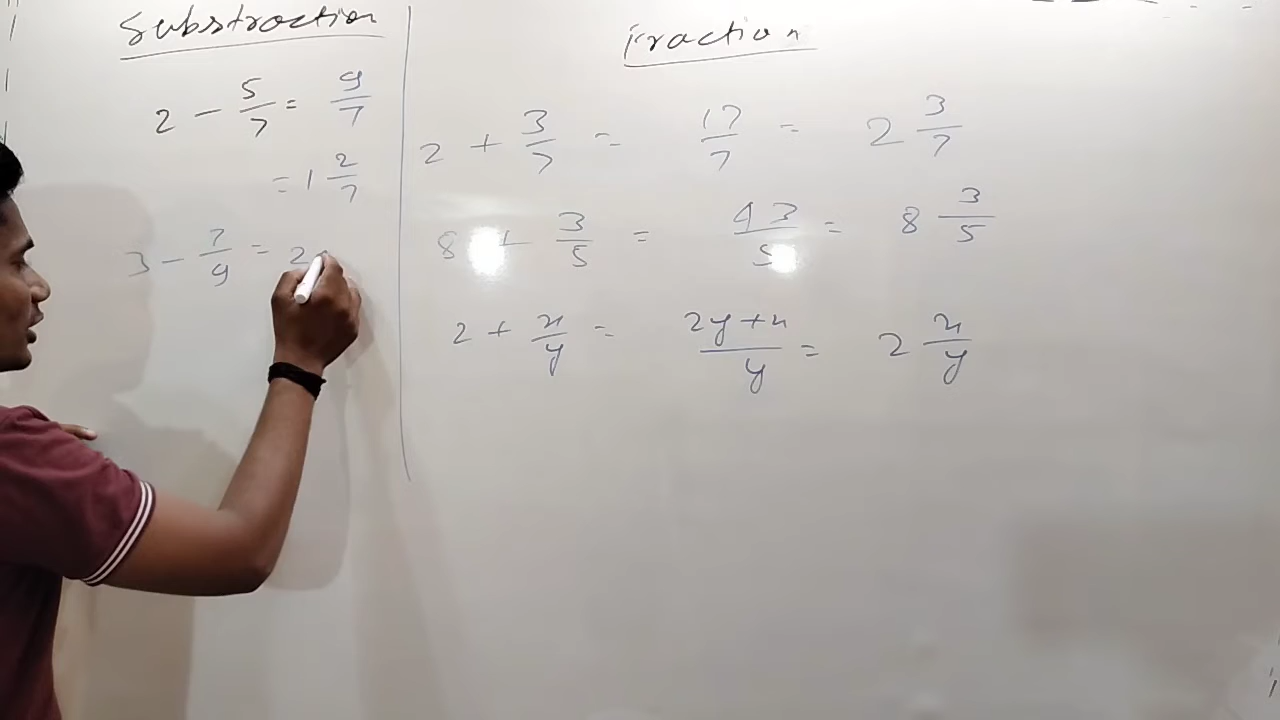 Substraction
2 - 5/7 = 9/7
= 1 2/7
3 - 7/9 = 2
Fraction
2 + 3/7 = 17/7 = 2 3/7
8 + 3/5 = 43/5 = 8 3/5
2 + x/y = 2y+x/y = 2 x/y